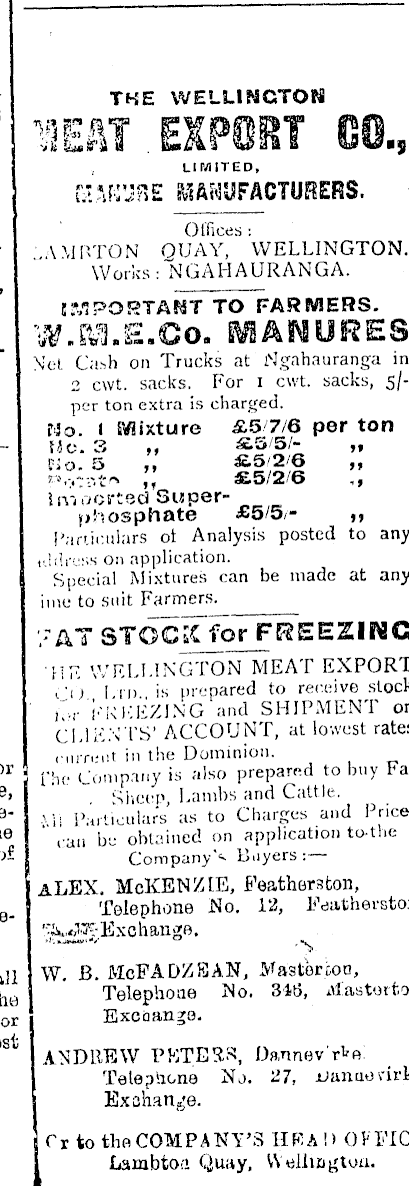 THE WELLINGTON
MEAT EXPORT CO.,
LIMITED,
MANURE MANUFACTURERS.
Offices :
LAMBTON QUAY, WELLINGTON.
Works : NGAHAURANGA.
IMPORTANT TO FARMERS.
W.M.E.Co. MANURES
Net Cash on Trucks at Ngahauranga in
2 cwt. sacks. For 1 cwt. sacks, 5/-
per ton extra is charged.
No. 1 Mixture £5/7/6 per ton
No. 3 ,, £5/5/- ,,
No. 5 ,, £5/2/6 ,,
Potato ,, £5/2/6 ,,
Imported Super-
phosphate £5/5/- ,,
Particulars of Analysis posted to any
address on application.
Special Mixtures can be made at any
time to suit Farmers.
FAT STOCK for FREEZING
THE WELLINGTON MEAT EXPORT
CO., LTD., is prepared to receive stock
for FREEZING and SHIPMENT on
CLIENTS' ACCOUNT, at lowest rates
current in the Dominion.
The Company is also prepared to buy Fa
Sheep, Lambs and Cattle.
All Particulars as to Charges and Price
can be obtained on application to the
Company's Buyers :—
ALEX. McKENZIE, Featherston,
Telephone No. 12, Featherston
Exchange.
W. B. McFADZEAN, Masterton,
Telephone No. 346, Masterto
Exchange.
ANDREW PETERS, Dannevirke
Telephone No. 27, Dannevirk
Exchange.
Or to the COMPANY'S HEAD OFFIC
Lambton Quay, Wellington.